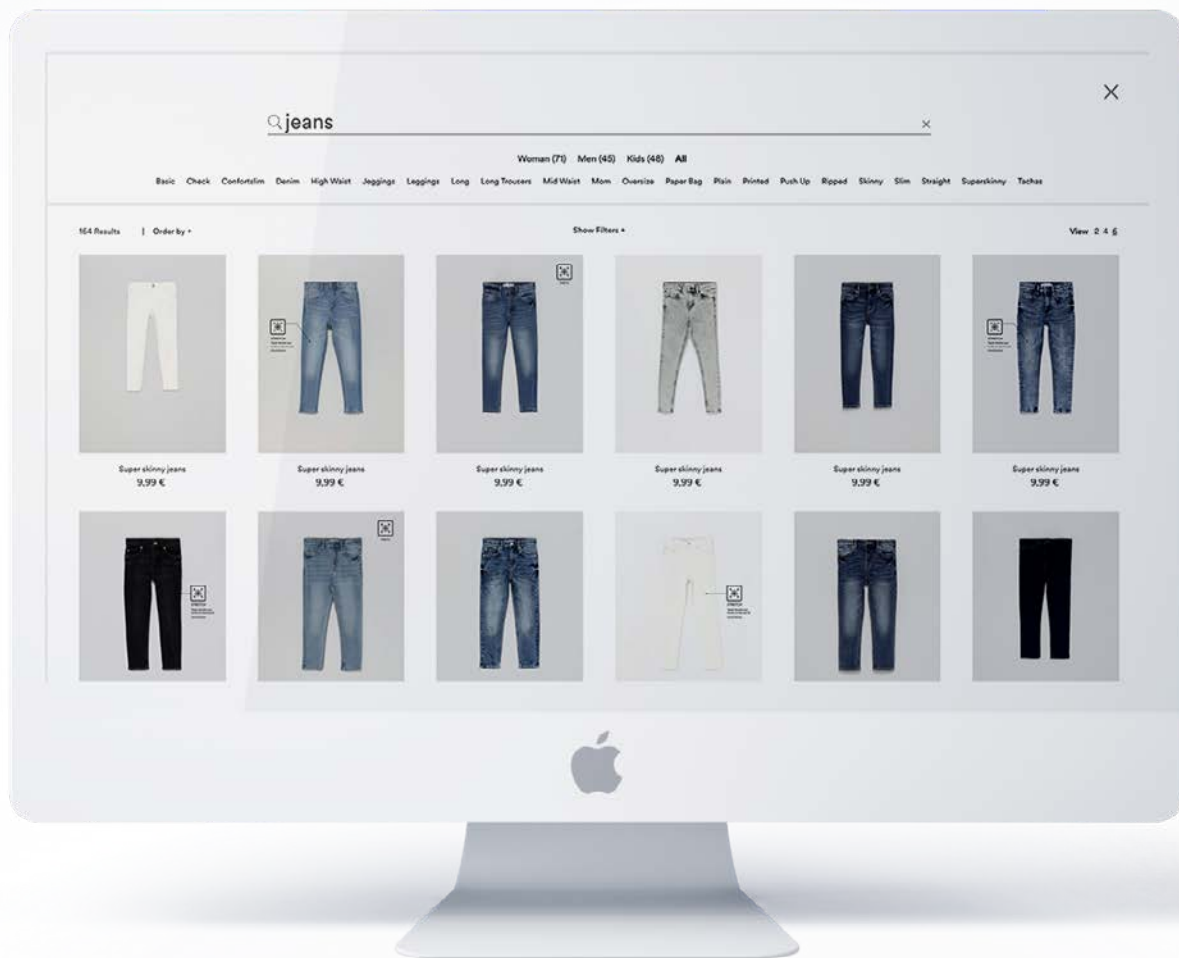 jeans
Woman (71) Men (45) Kids (48) All
Basic Check Confortslim Denim High Waist Jeggings Leggings Long Long Trousers Mid Waist Mom Oversize Paper Bag Plain Printed Push Up Ripped Skinny Slim Straight Superskinny Tachas
164 Results | Order by +
Show Filters +
View 2 4 6
Super skinny jeans
9,99 €
Super skinny jeans
9,99 €
Super skinny jeans
9,99 €
Super skinny jeans
9,99 €
Super skinny jeans
9,99 €
Super skinny jeans
9,99 €
STRETCH
STRETCH